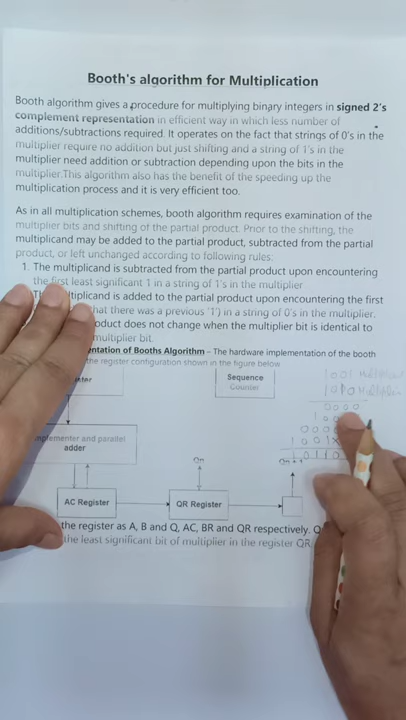 Booth's algorithm for Multiplication
Booth algorithm gives a procedure for multiplying binary integers in signed 2's
complement representation in efficient way in which less number of
additions/subtractions required. It operates on the fact that strings of 0's in the
multiplier require no addition but just shifting and a string of 1's in the
multiplier need addition or subtraction depending upon the bits in the
multiplier.This algorithm also has the benefit of the speeding up the
multiplication process and it is very efficient too.
As in all multiplication schemes, booth algorithm requires examination of the
multiplier bits and shifting of the partial product. Prior to the shifting, the
multiplicand may be added to the partial product, subtracted from the partial
product, or left unchanged according to following rules:
1. The multiplicand is subtracted from the partial product upon encountering
the first least significant 1 in a string of 1's in the multiplier
multiplicand is added to the partial product upon encountering the first
that there was a previous '1') in a string of 0's in the multiplier.
product does not change when the multiplier bit is identical to
multiplier bit.
entation of Booths Algorithm – The hardware implementation of the booth
the register configuration shown in the figure below
Sequence
Counter
1001
0000
1001
and parallel
adder
Qn
Qn+1
AC Register
QR Register
the register as A, B and Q, AC, BR and QR respectively. Q
the least significant bit of multiplier in the register QR